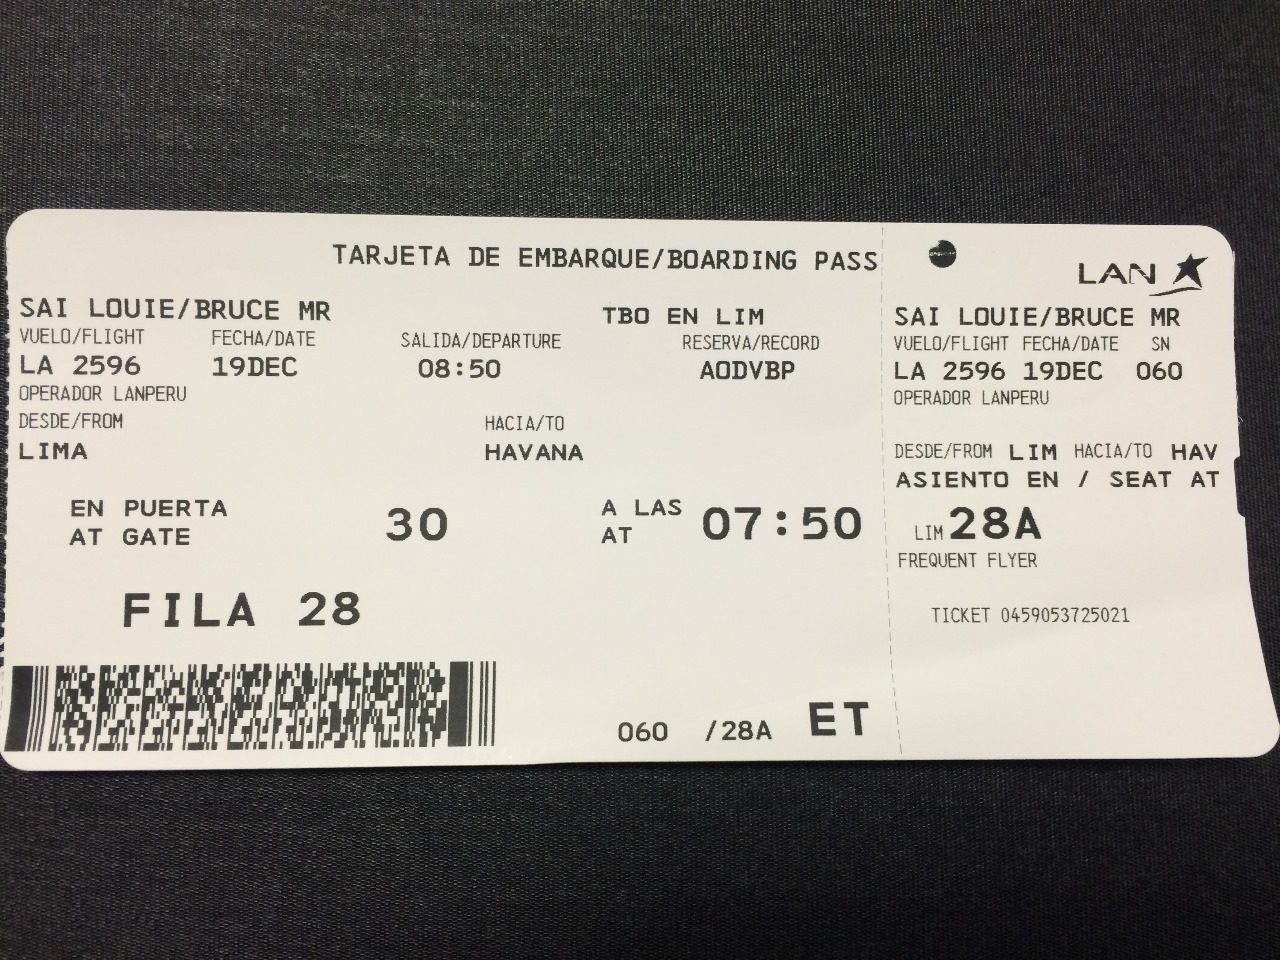 TARJETA DE EMBARQUE/BOARDING PASS
SAI LOUIE/BRUCE MR TBO EN LIM
VUELO/FLIGHT FECHA/DATE SALIDA/DEPARTURE RESERVA/RECORD
LA 2596 19DEC 08:50 AODVBP
OPERADOR LANPERU
DESDE/FROM HACIA/TO
LIMA HAVANA
EN PUERTA
AT GATE
30
A LAS
AT
07:50
FILA 28
060 /28A ET
LAN
SAI LOUIE/BRUCE MR
VUELO/FLIGHT FECHA/DATE SN
LA 2596 19DEC 060
OPERADOR LANPERU
DESDE/FROM LIM HACIA/TO HAV
ASIENTO EN / SEAT AT
LIM 28A
FREQUENT FLYER
TICKET 0459053725021